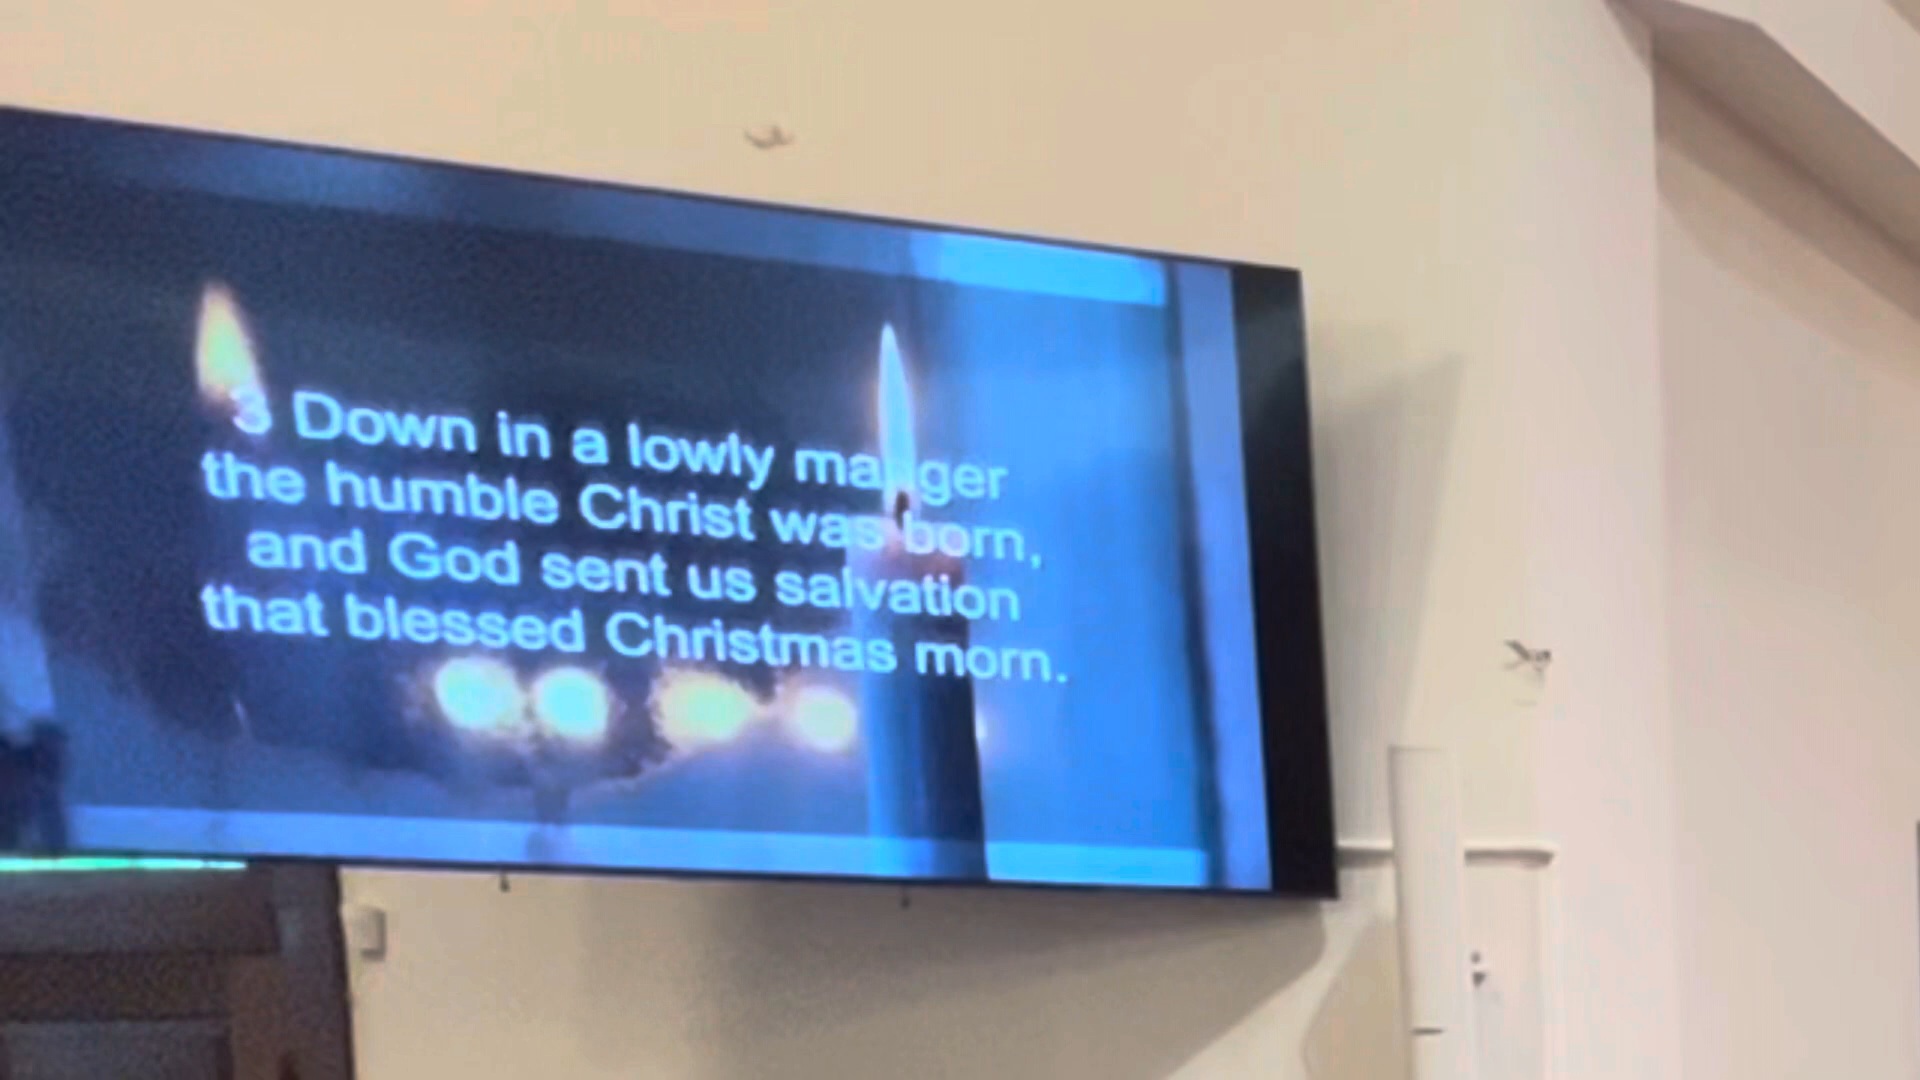 3 Down in a lowly manger
the humble Christ was born,
and God sent us salvation
that blessed Christmas morn.